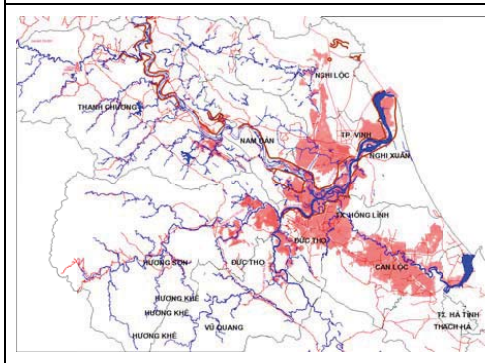 NGHI LỘC
THANH CHƯƠNG
TP. VINH
NAM ĐÀN
NGHI XUÂN
TX. HỒNG LĨNH
ĐỨC THỌ
CAN LỘC
HƯƠNG SƠN
ĐỨC THỌ
HƯƠNG KHÊ
HƯƠNG KHÊ
VŨ QUANG
HƯƠNG KHÊ
TX. HÀ TĨNH
THẠCH HÀ